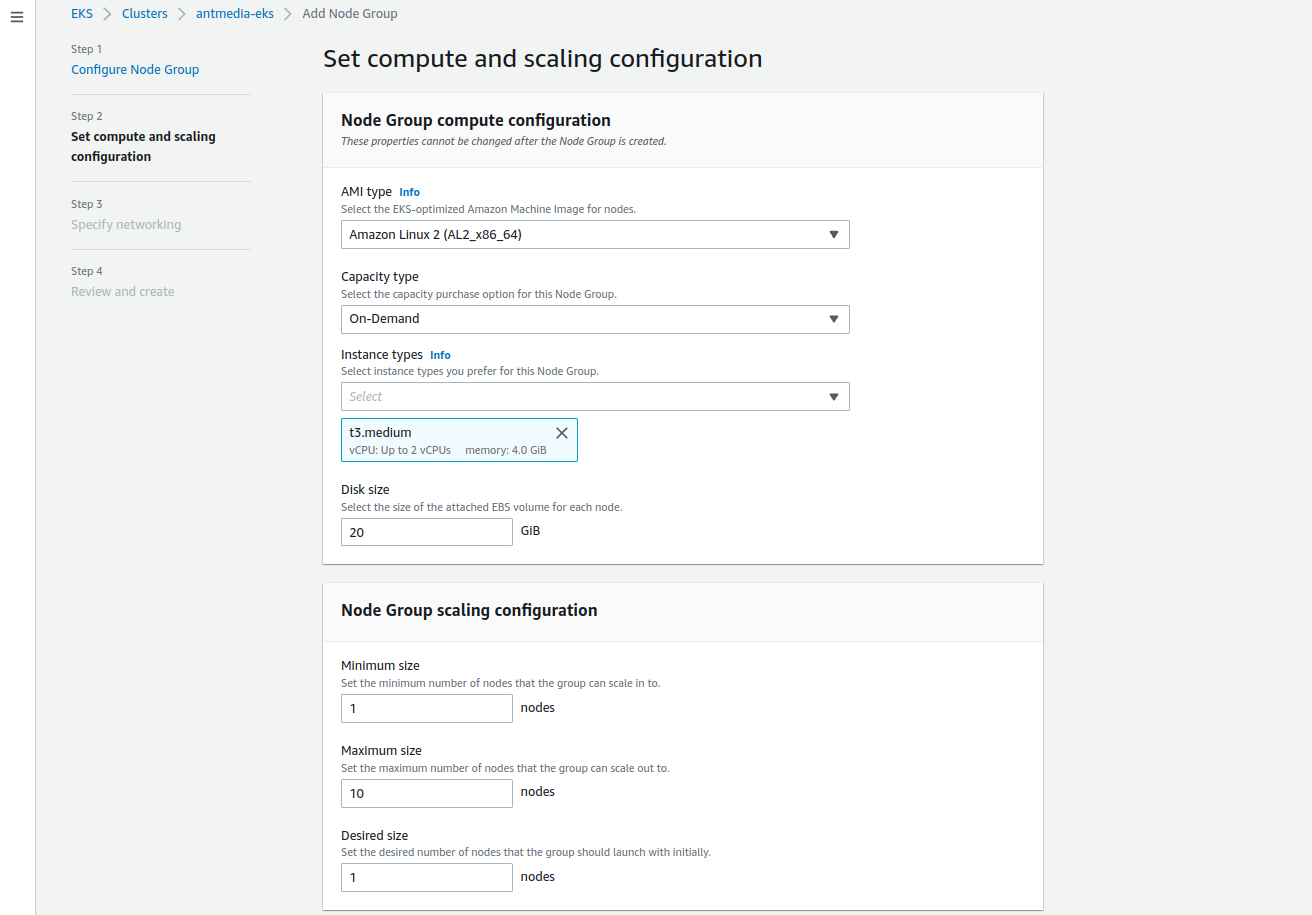 EKS > Clusters > antmedia-eks > Add Node Group
Step 1
Configure Node Group
Step 2
Set compute and scaling
configuration
Step 3
Specify networking
Step 4
Review and create
Set compute and scaling configuration
Node Group compute configuration
These properties cannot be changed after the Node Group is created.
AMI type Info
Select the EKS-optimized Amazon Machine Image for nodes.
Amazon Linux 2 (AL2_x86_64)
Capacity type
Select the capacity purchase option for this Node Group.
On-Demand
Instance types Info
Select instance types you prefer for this Node Group.
Select
t3.medium
vCPU: Up to 2 vCPUs memory: 4.0 GiB
Disk size
Select the size of the attached EBS volume for each node.
20 GiB
Node Group scaling configuration
Minimum size
Set the minimum number of nodes that the group can scale in to.
1 nodes
Maximum size
Set the maximum number of nodes that the group can scale out to.
10 nodes
Desired size
Set the desired number of nodes that the group should launch with initially.
1 nodes